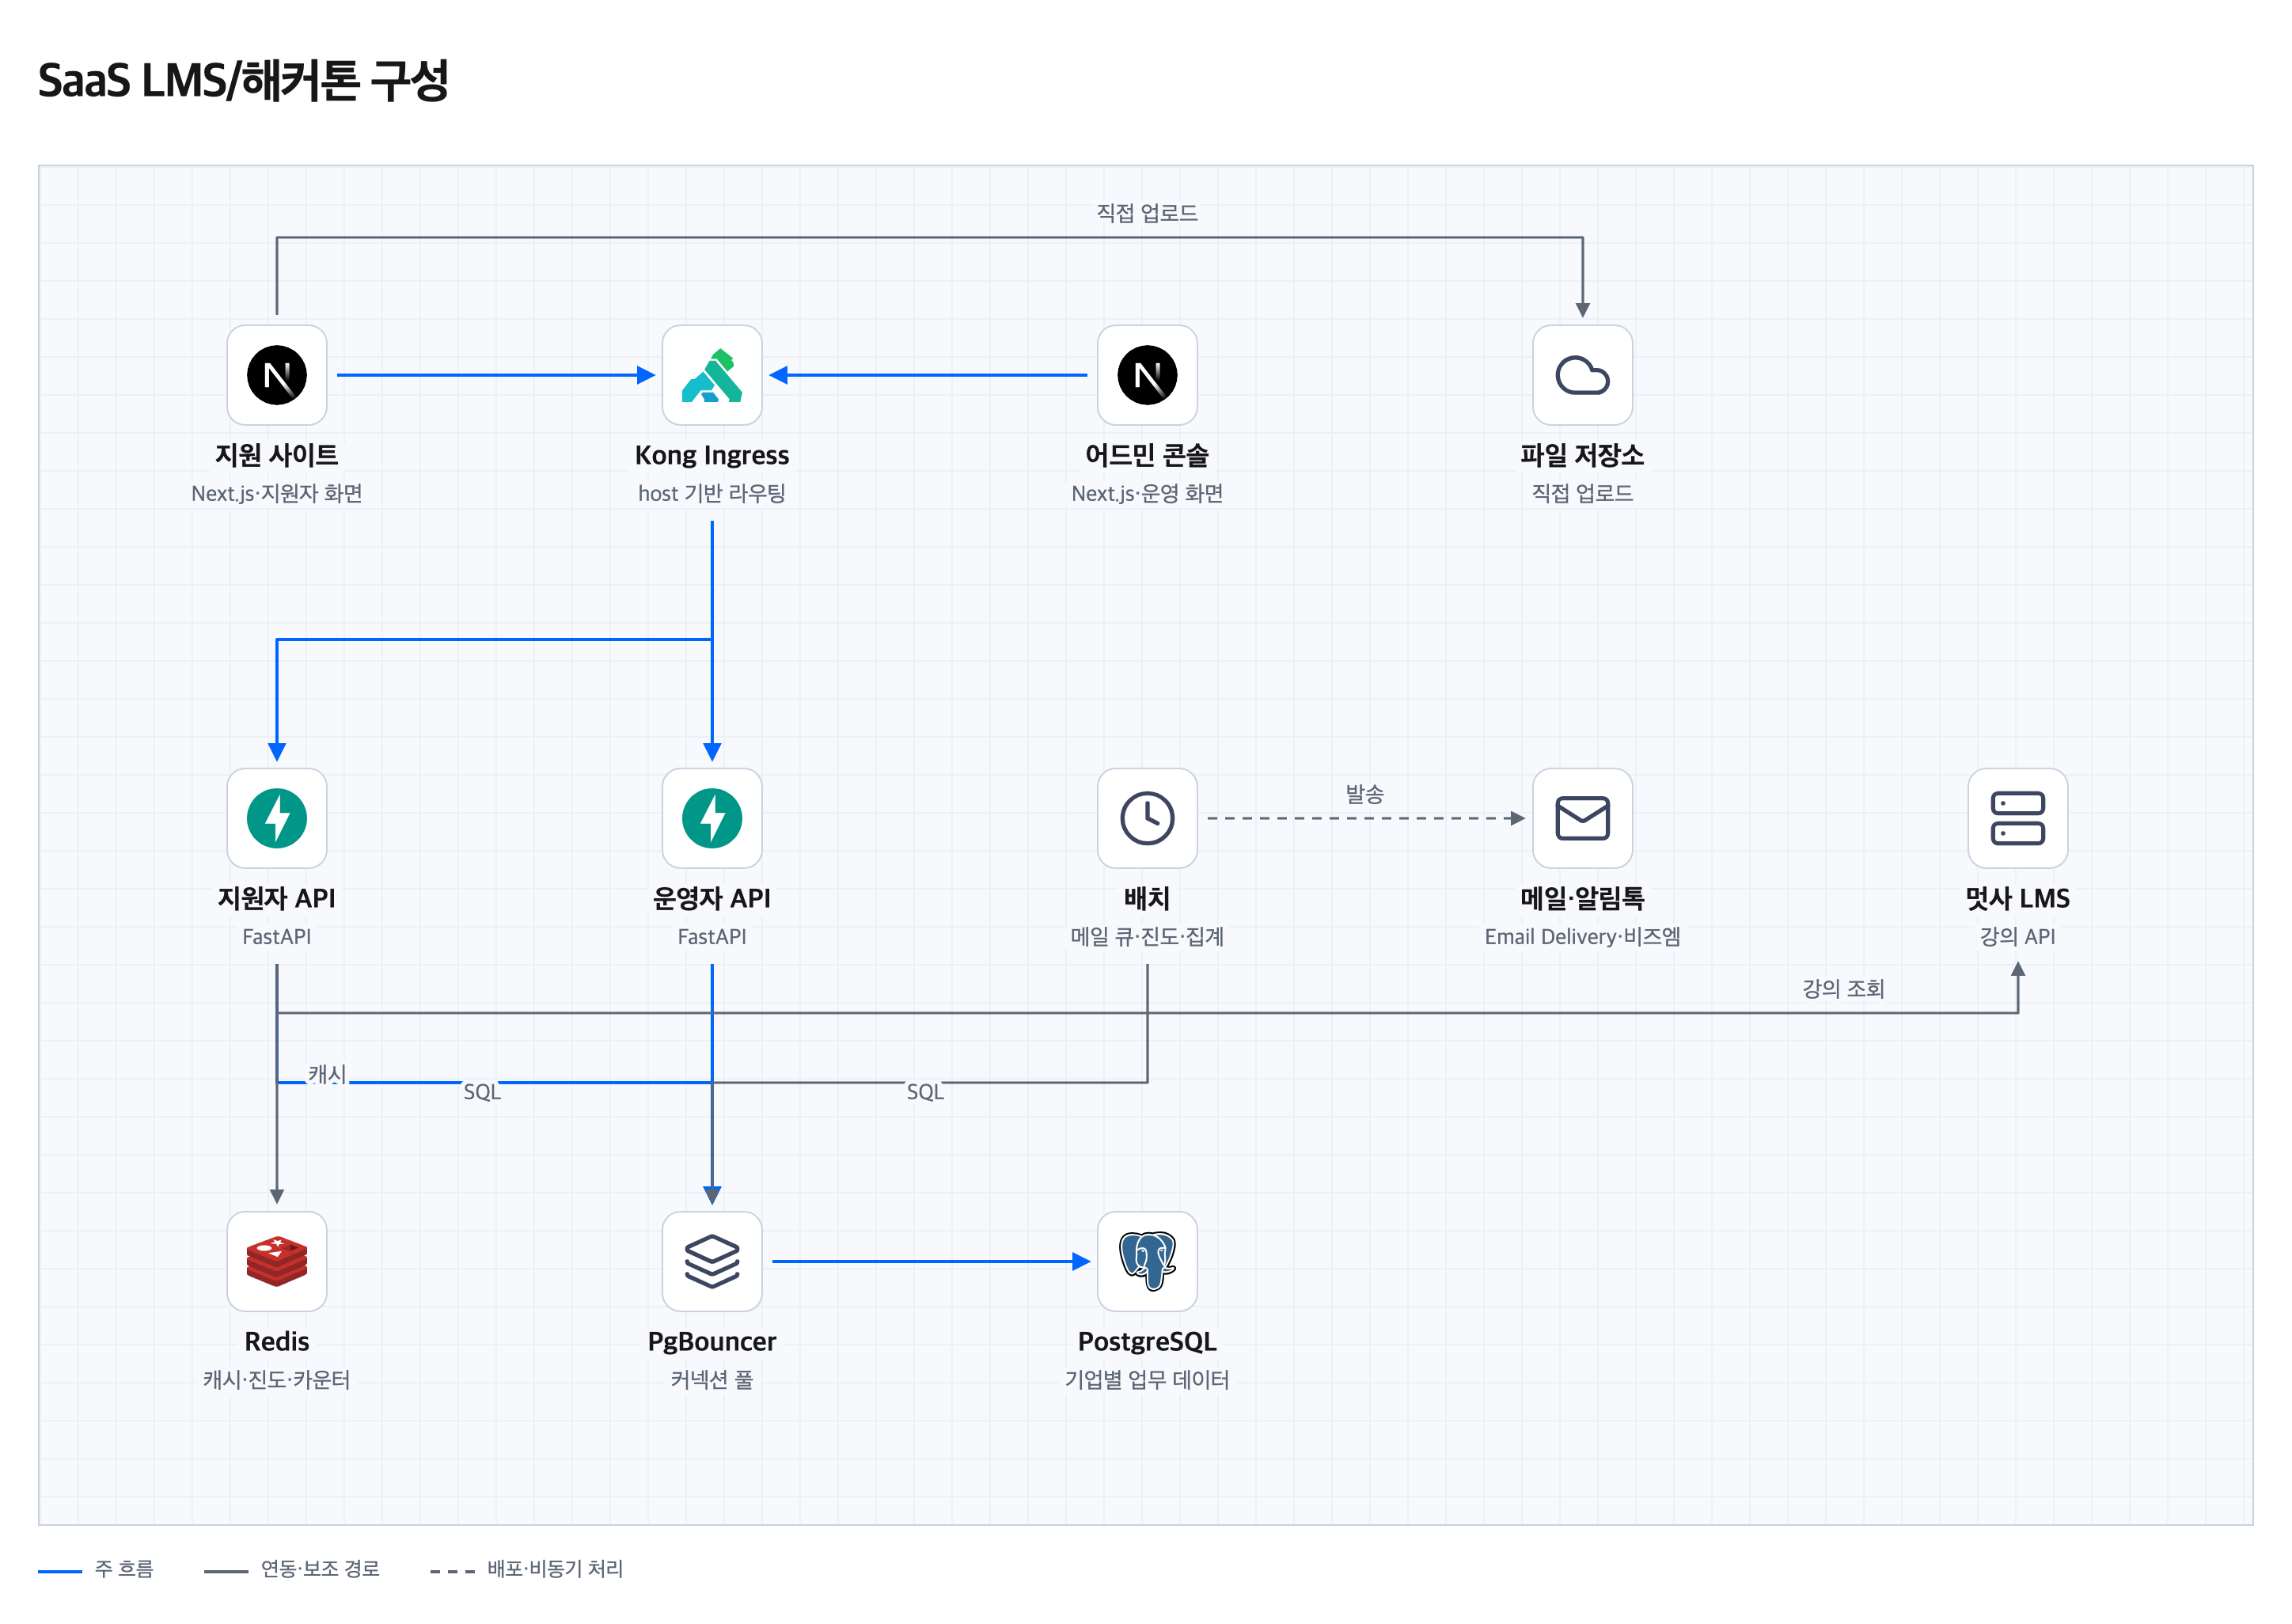 SaaS LMS/해커톤 구성
직접 업로드
지원 사이트
Next.js·지원자 화면
Kong Ingress
host 기반 라우팅
어드민 콘솔
Next.js·운영 화면
파일 저장소
직접 업로드
발송
지원자 API
FastAPI
운영자 API
FastAPI
배치
메일 큐·진도·집계
메일·알림톡
Email Delivery·비즈엠
멋사 LMS
강의 API
강의 조회
캐시
SQL
SQL
Redis
캐시·진도·카운터
PgBouncer
커넥션 풀
PostgreSQL
기업별 업무 데이터
주 흐름
연동·보조 경로
배포·비동기 처리